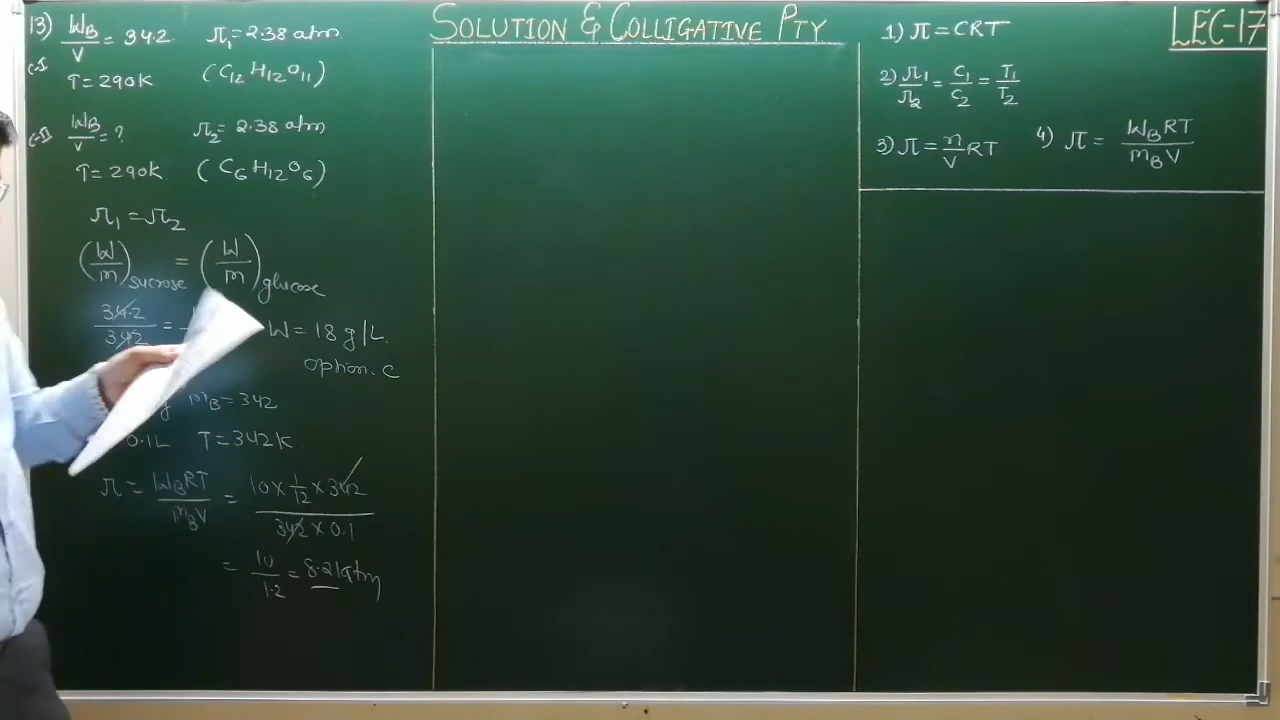 SOLUTION & COLLIGATIVE PTY
LEC-17
13) W_B/V = 34.2 π₁ = 2.38 atm
C-I T = 290K (C₁₂H₁₂O₁₁)
C-II W_B/V = ? π₂ = 2.38 atm
T = 290K (C₆H₁₂O₆)
π₁ = π₂
(W/m)sucrose = (W/m)glucose
34.2/342 = W = 18 g/L.
option. C
m_B = 342
0.1L T = 342K
π = W_B RT/m_B V = 10 × 1/12 × 342/342 × 0.1
= 10/1.2 = 8.21 atm
1) π = CRT
2) π₁/π₂ = C₁/C₂ = T₁/T₂
3) π = n/V RT 4) π = W_B RT/m_B V